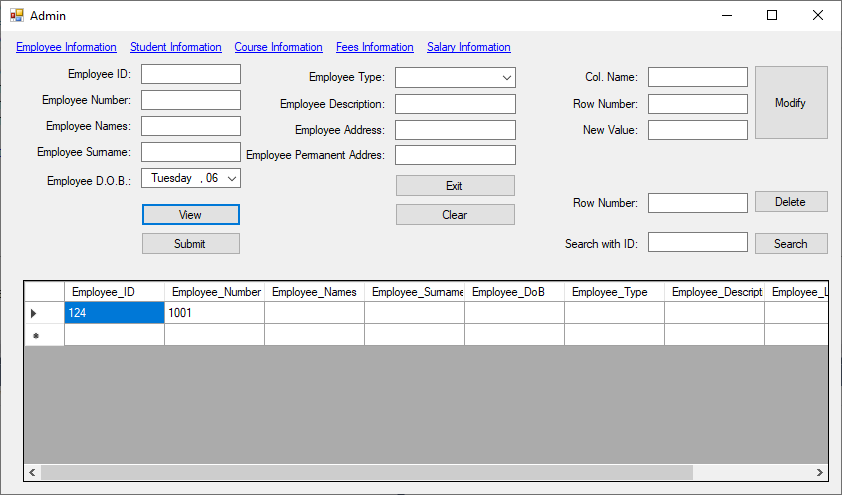 Admin
Employee Information Student Information Course Information Fees Information Salary Information
Employee ID:
Employee Number:
Employee Names:
Employee Surname:
Employee D.O.B.: Tuesday , 06
View
Submit
Employee Type:
Employee Description:
Employee Address:
Employee Permanent Addres:
Exit
Clear
Col. Name:
Row Number:
New Value:
Modify
Row Number:
Delete
Search with ID:
Search
Employee_ID Employee_Number Employee_Names Employee_Surname Employee_DoB Employee_Type Employee_Descripti Employee_L
124 1001